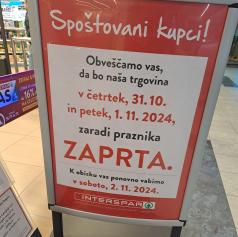 Spoštovani kupci!
Obveščamo vas,
da bo naša trgovina
v četrtek, 31.10.
in petek, 1. 11. 2024,
zaradi praznika
ZAPRTA.
K obisku vas ponovno vabimo
v soboto, 2. 11. 2024.
INTERSPAR